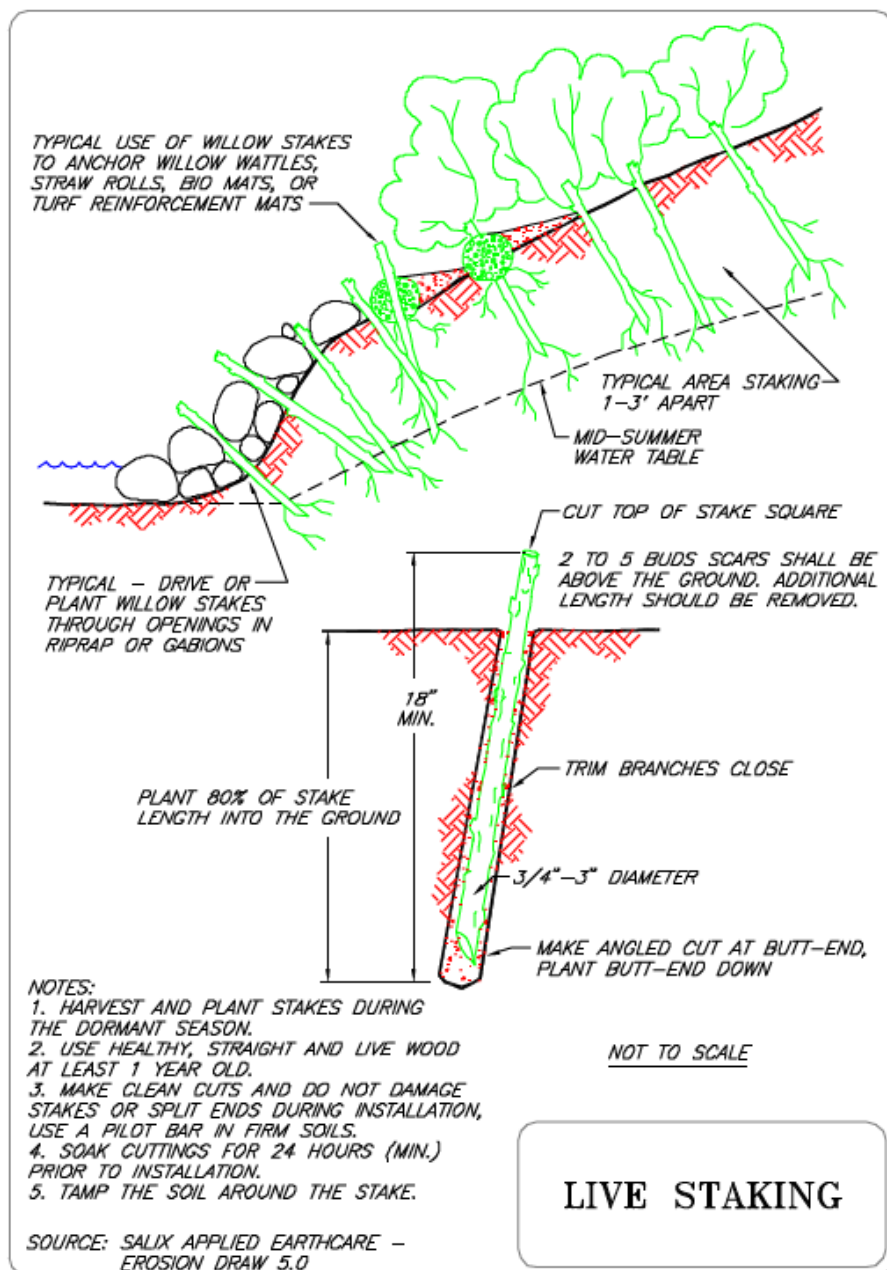 TYPICAL USE OF WILLOW STAKES
TO ANCHOR WILLOW WATTLES,
STRAW ROLLS, BIO MATS, OR
TURF REINFORCEMENT MATS
TYPICAL AREA STAKING
1-3' APART
MID-SUMMER
WATER TABLE
CUT TOP OF STAKE SQUARE
2 TO 5 BUDS SCARS SHALL BE
ABOVE THE GROUND. ADDITIONAL
LENGTH SHOULD BE REMOVED.
TYPICAL - DRIVE OR
PLANT WILLOW STAKES
THROUGH OPENINGS IN
RIPRAP OR GABIONS
18"
MIN.
TRIM BRANCHES CLOSE
PLANT 80% OF STAKE
LENGTH INTO THE GROUND
3/4"-3" DIAMETER
MAKE ANGLED CUT AT BUTT-END,
PLANT BUTT-END DOWN
NOTES:
1. HARVEST AND PLANT STAKES DURING
THE DORMANT SEASON.
2. USE HEALTHY, STRAIGHT AND LIVE WOOD
AT LEAST 1 YEAR OLD.
3. MAKE CLEAN CUTS AND DO NOT DAMAGE
STAKES OR SPLIT ENDS DURING INSTALLATION,
USE A PILOT BAR IN FIRM SOILS.
4. SOAK CUTTINGS FOR 24 HOURS (MIN.)
PRIOR TO INSTALLATION.
5. TAMP THE SOIL AROUND THE STAKE.
NOT TO SCALE
SOURCE: SALIX APPLIED EARTHCARE -
EROSION DRAW 5.0
LIVE STAKING